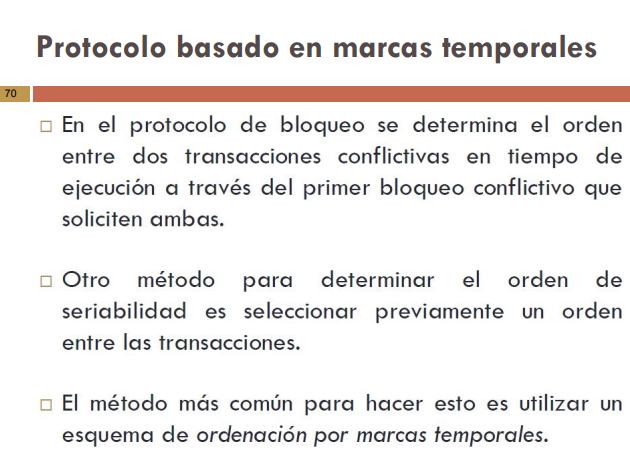 Protocolo basado en marcas temporales
70
En el protocolo de bloqueo se determina el orden
entre dos transacciones conflictivas en tiempo de
ejecución a través del primer bloqueo conflictivo que
soliciten ambas.
Otro método para determinar el orden de
seriabilidad es seleccionar previamente un orden
entre las transacciones.
El método más común para hacer esto es utilizar un
esquema de ordenación por marcas temporales.